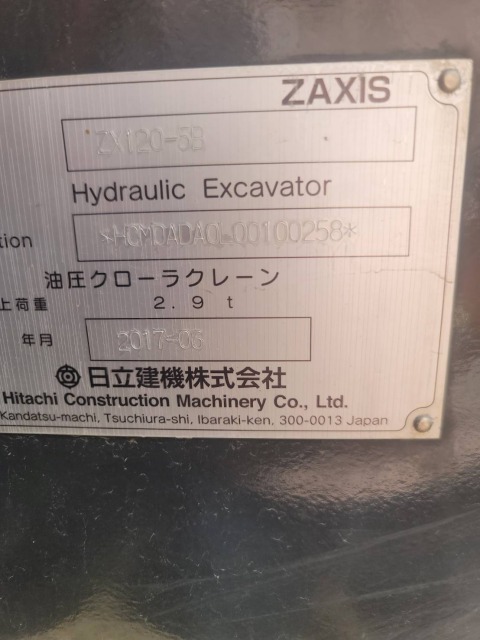 ZAXIS
ZX120-5B
Hydraulic Excavator
tion
*HCMDADAQL00100258*
油圧クローラクレーン
上荷重 2.9 t
年月 2017-06
日立建機株式会社
Hitachi Construction Machinery Co., Ltd.
Kandatsu-machi, Tsuchiura-shi, Ibaraki-ken, 300-0013 Japan